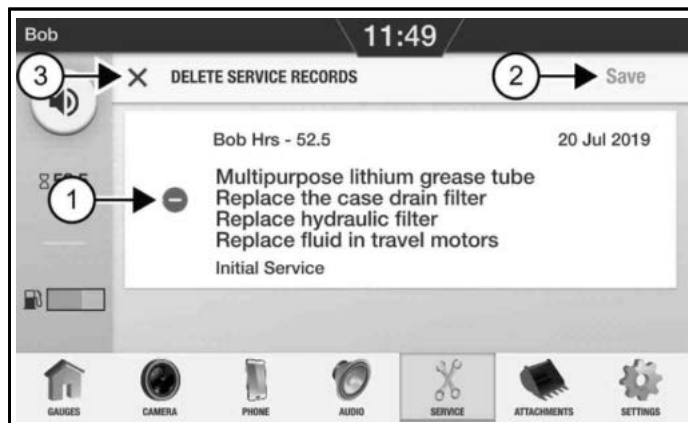 Bob
11:49
3
DELETE SERVICE RECORDS
2
Save
Bob Hrs - 52.5
20 Jul 2019
1
Multipurpose lithium grease tube
Replace the case drain filter
Replace hydraulic filter
Replace fluid in travel motors
Initial Service
GAUGES
CAMERA
PHONE
AUDIO
SERVICE
ATTACHMENTS
SETTINGS